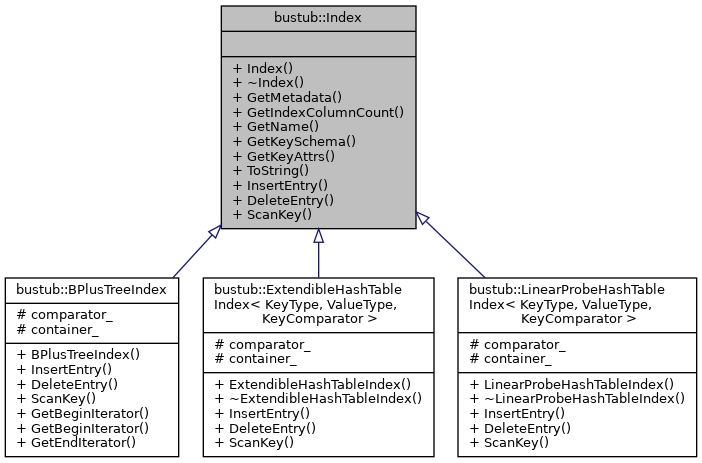 bustub::Index
+ Index()
+ ~Index()
+ GetMetadata()
+ GetIndexColumnCount()
+ GetName()
+ GetKeySchema()
+ GetKeyAttrs()
+ ToString()
+ InsertEntry()
+ DeleteEntry()
+ ScanKey()
bustub::BPlusTreeIndex
# comparator_
# container_
+ BPlusTreeIndex()
+ InsertEntry()
+ DeleteEntry()
+ ScanKey()
+ GetBeginIterator()
+ GetBeginIterator()
+ GetEndIterator()
bustub::ExtendibleHashTable
Index< KeyType, ValueType,
KeyComparator >
# comparator_
# container_
+ ExtendibleHashTableIndex()
+ ~ExtendibleHashTableIndex()
+ InsertEntry()
+ DeleteEntry()
+ ScanKey()
bustub::LinearProbeHashTable
Index< KeyType, ValueType,
KeyComparator >
# comparator_
# container_
+ LinearProbeHashTableIndex()
+ ~LinearProbeHashTableIndex()
+ InsertEntry()
+ DeleteEntry()
+ ScanKey()